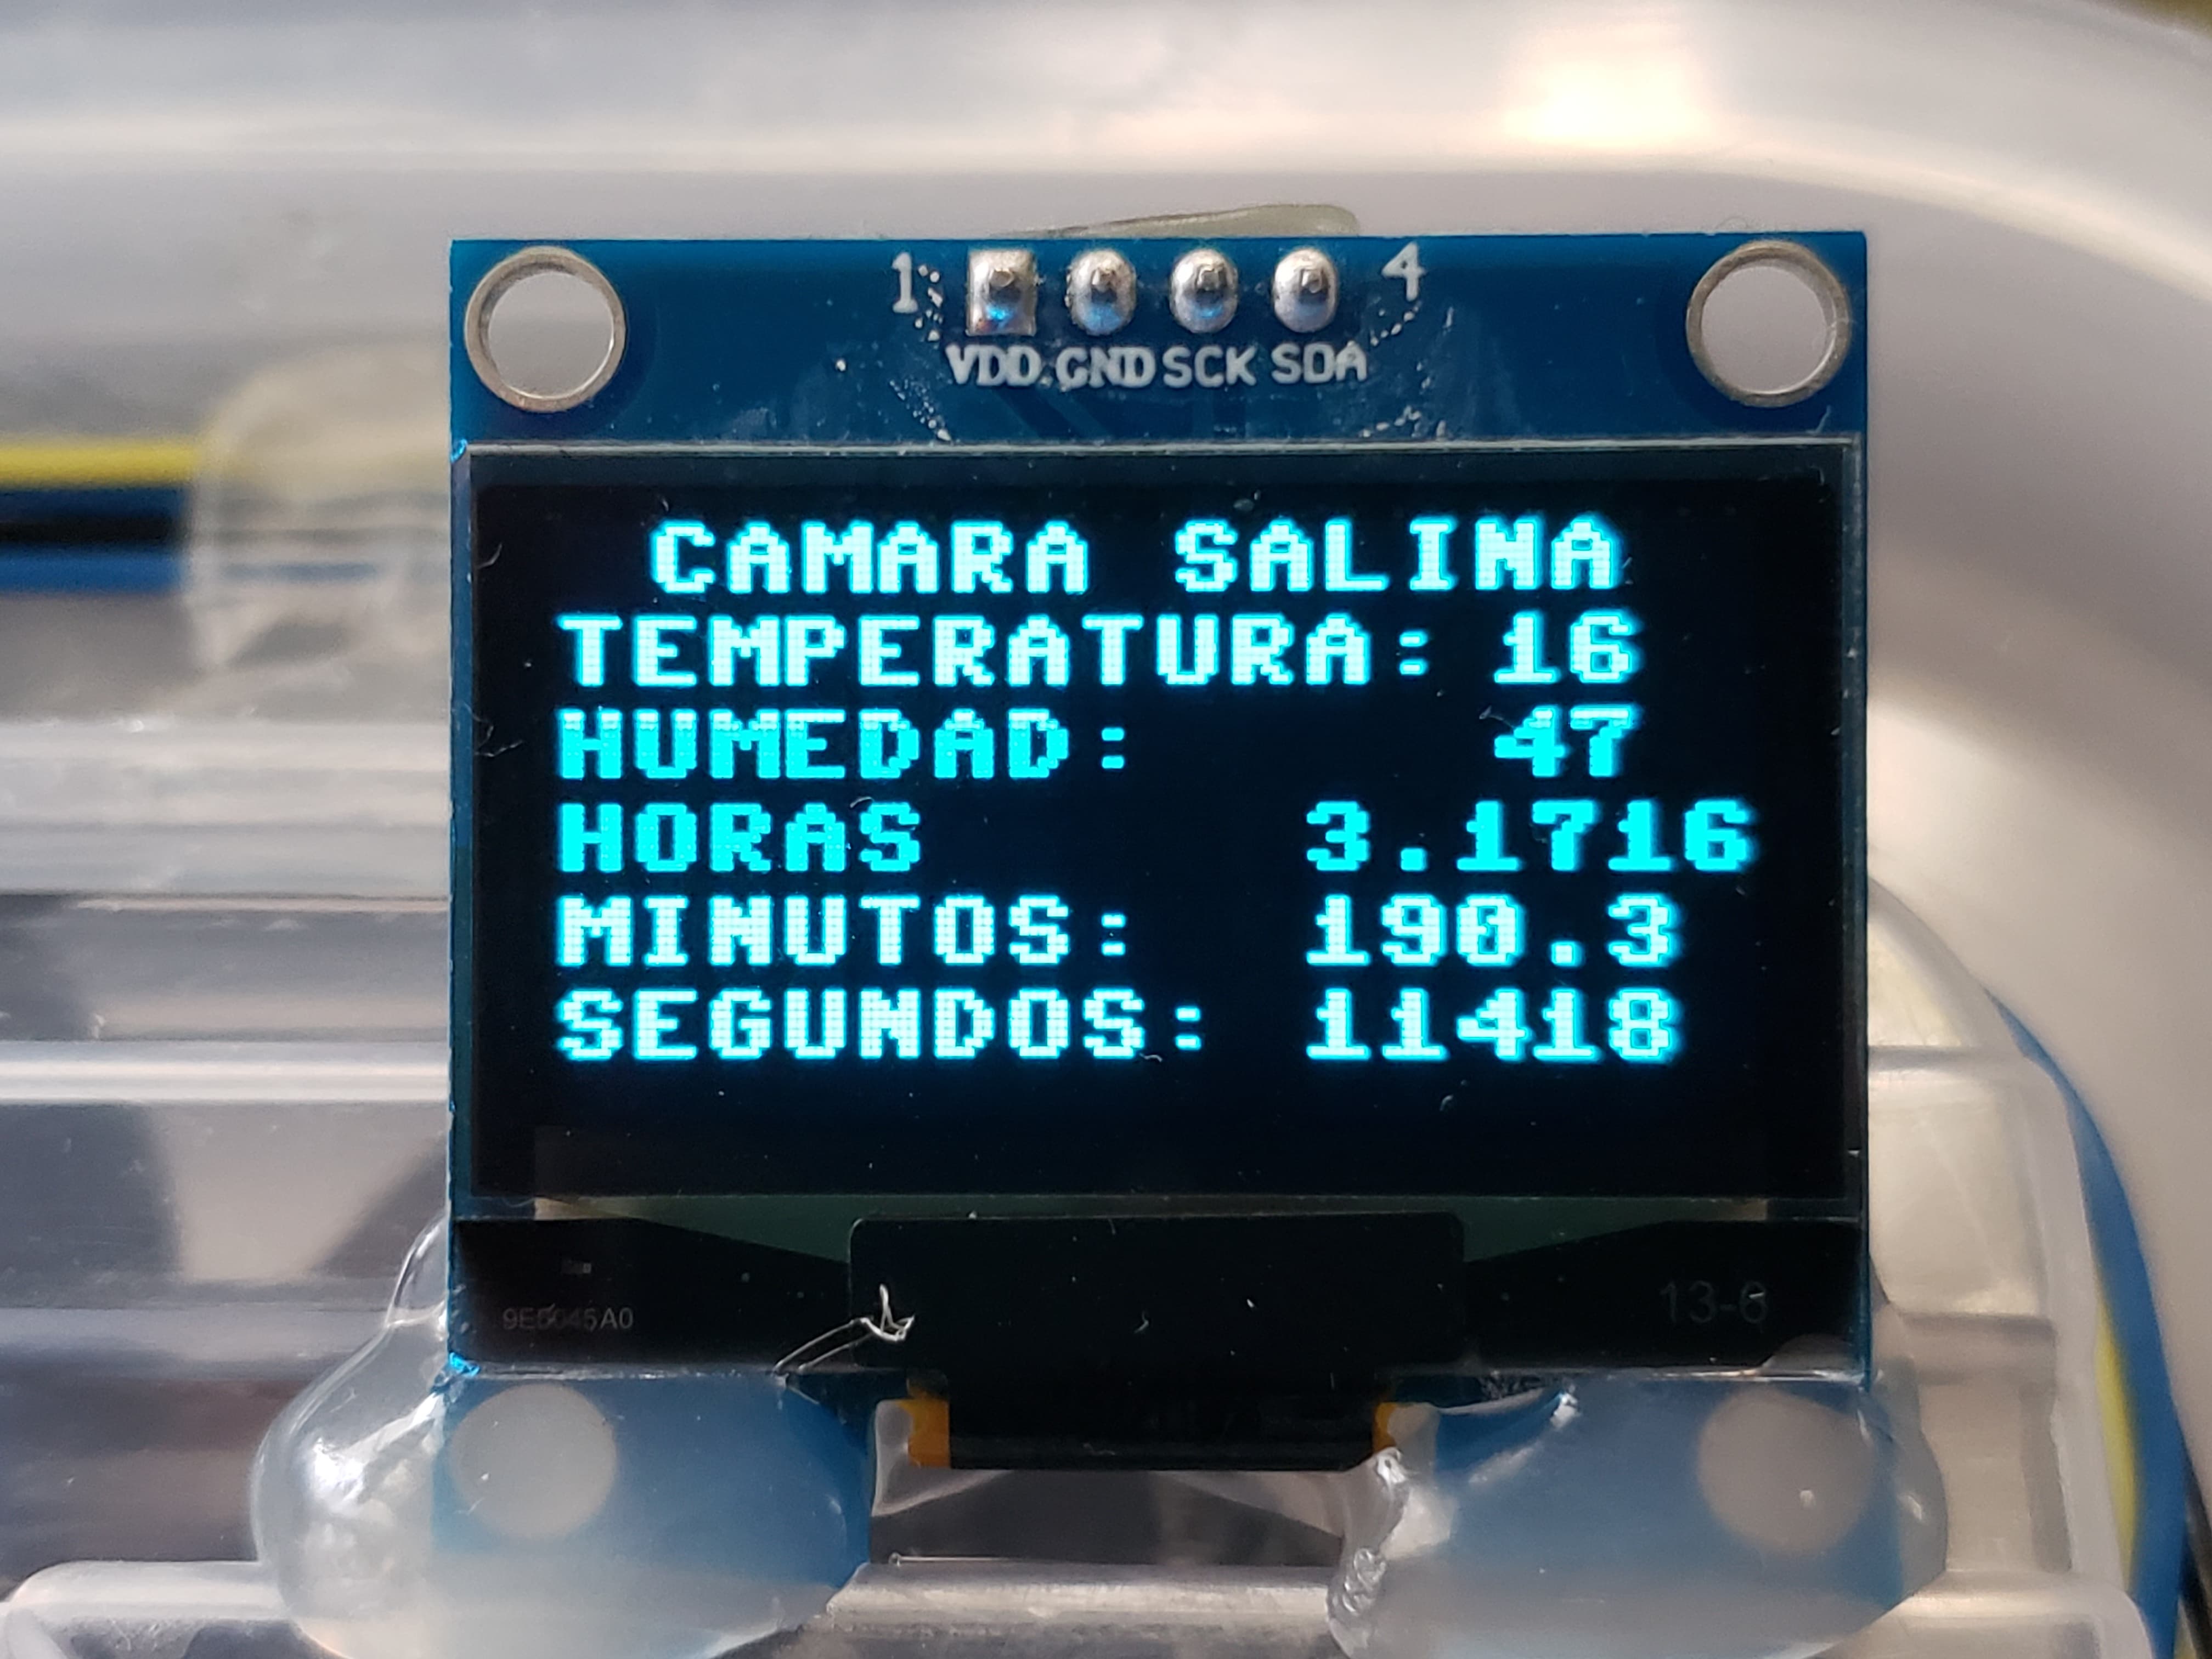 1 4
VDD GND SCK SDA
CAMARA SALINA
TEMPERATURA: 16
HUMEDAD: 47
HORAS 3.1716
MINUTOS: 190.3
SEGUNDOS: 11418
13-6